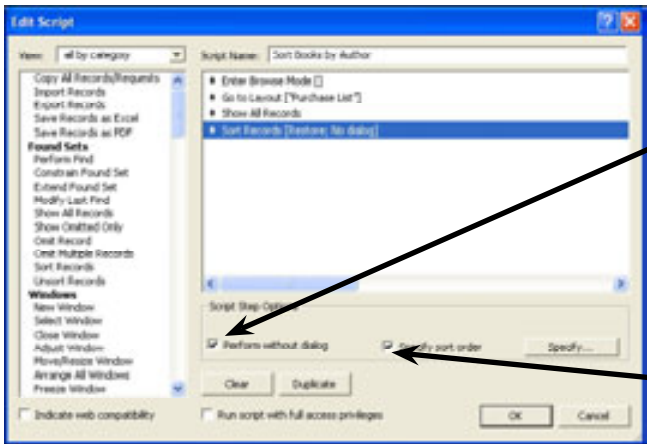 Edit Script
View: all by category
Script Name: Sort Books by Author
Copy All Records/Requests
Import Records
Export Records
Save Records as Excel
Save Records as PDF
Found Sets
Perform Find
Constrain Found Set
Extend Found Set
Modify Last Find
Show All Records
Show Omitted Only
Omit Record
Omit Multiple Records
Sort Records
Unsort Records
Windows
New Window
Select Window
Close Window
Adjust Window
Move/Resize Window
Arrange All Windows
Freeze Window
Enter Browse Mode []
Go to Layout ["Purchase List"]
Show All Records
Sort Records [Restore; No dialog]
Script Step Options
Perform without dialog
Specify sort order
Specify...
Clear
Duplicate
Indicate web compatibility
Run script with full access privileges
OK
Cancel